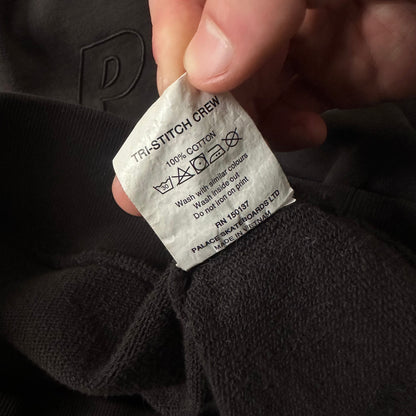 P
TRI-STITCH CREW
100% COTTON
30
Wash with similar colours
Wash inside out
Do not iron on print
RN 150137
PALACE SKATEBOARDS LTD
MADE IN VIETNAM